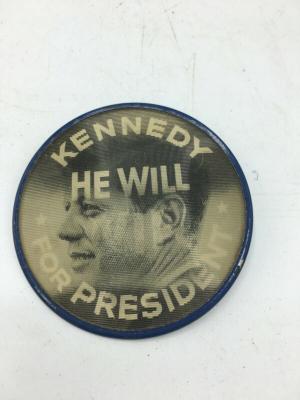 KENNEDY
HE WILL
FOR PRESIDENT